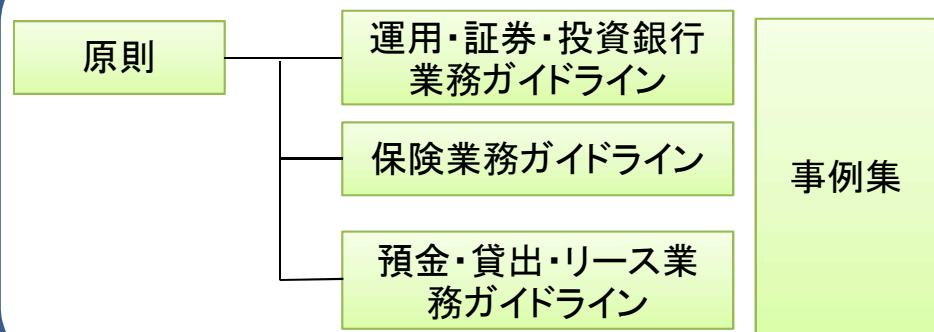 原則
運用・証券・投資銀行
業務ガイドライン
保険業務ガイドライン
預金・貸出・リース業
務ガイドライン
事例集